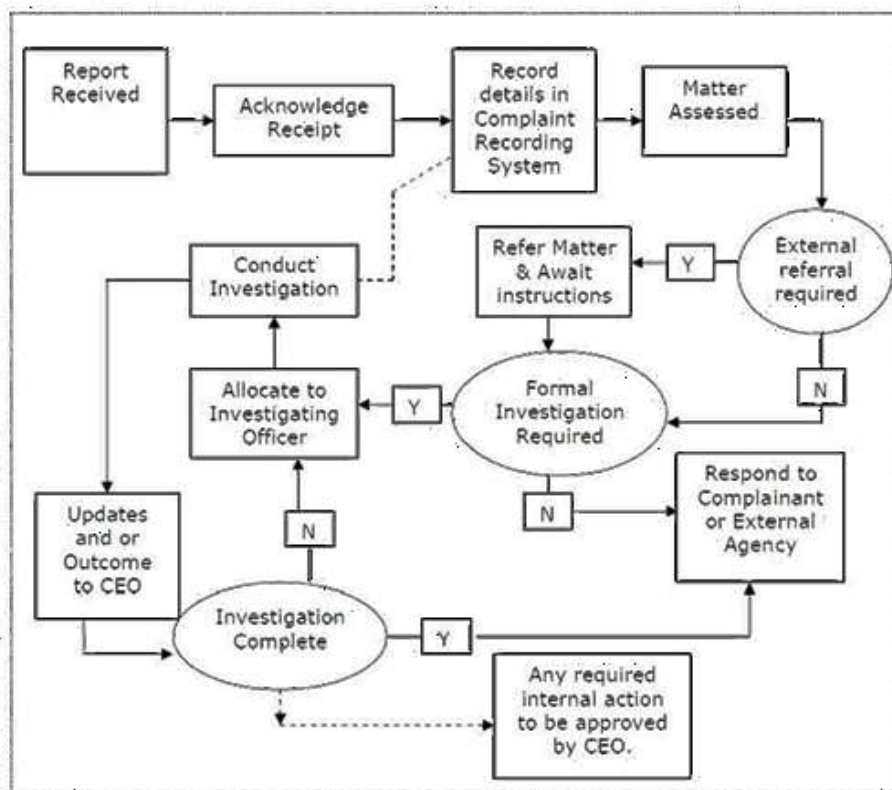 Report
Received
Acknowledge
Receipt
Record
details in
Complaint
Recording
System
Matter
Assessed
External
referral
required
Y
Refer Matter
& Await
instructions
N
Formal
Investigation
Required
Y
Allocate to
Investigating
Officer
Conduct
Investigation
N
Respond to
Complainant
or External
Agency
Updates
and or
Outcome
to CEO
N
Investigation
Complete
Y
Any required
internal action
to be approved
by CEO.